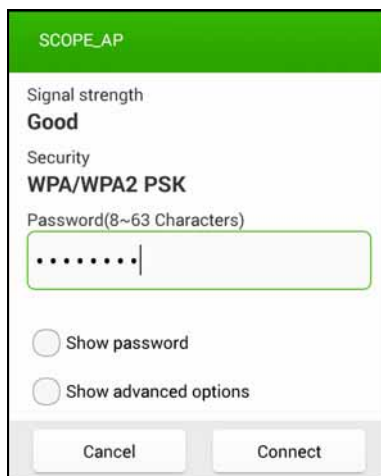 SCOPE_AP
Signal strength
Good
Security
WPA/WPA2 PSK
Password(8~63 Characters)
••••••••
Show password
Show advanced options
Cancel
Connect